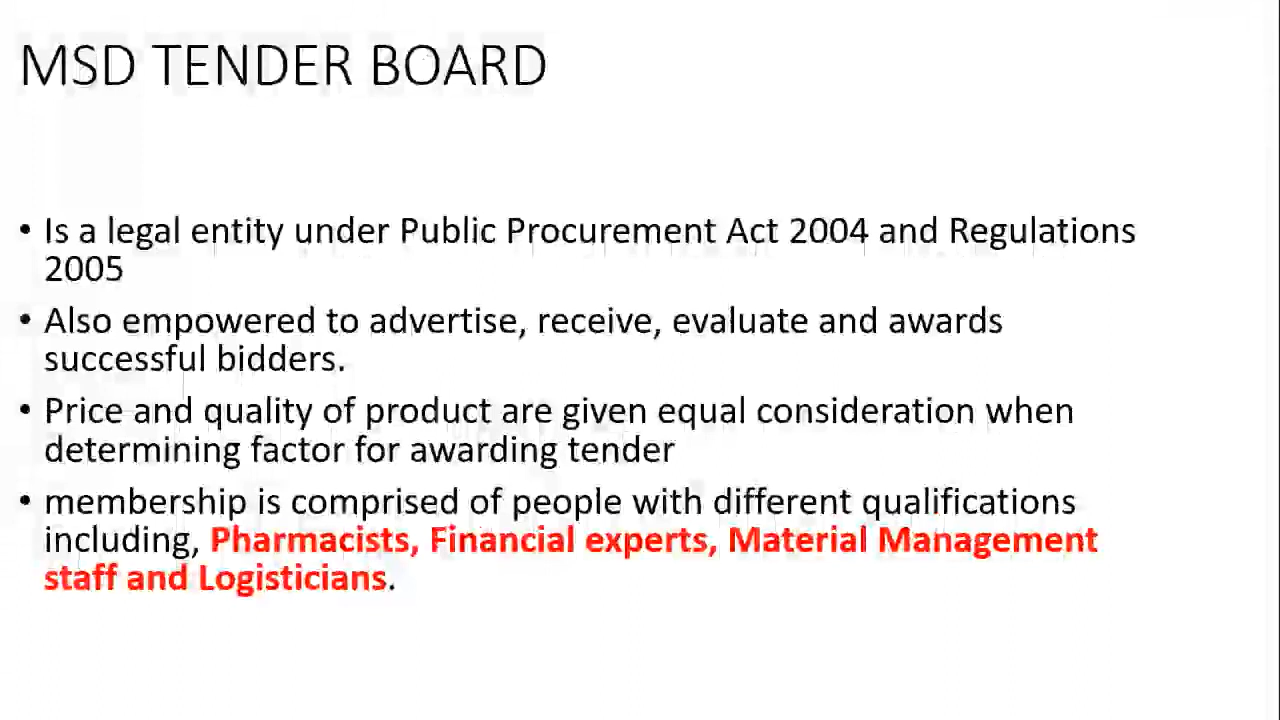 MSD TENDER BOARD
• Is a legal entity under Public Procurement Act 2004 and Regulations
2005
• Also empowered to advertise, receive, evaluate and awards
successful bidders.
• Price and quality of product are given equal consideration when
determining factor for awarding tender
• membership is comprised of people with different qualifications
including, Pharmacists, Financial experts, Material Management
staff and Logisticians.